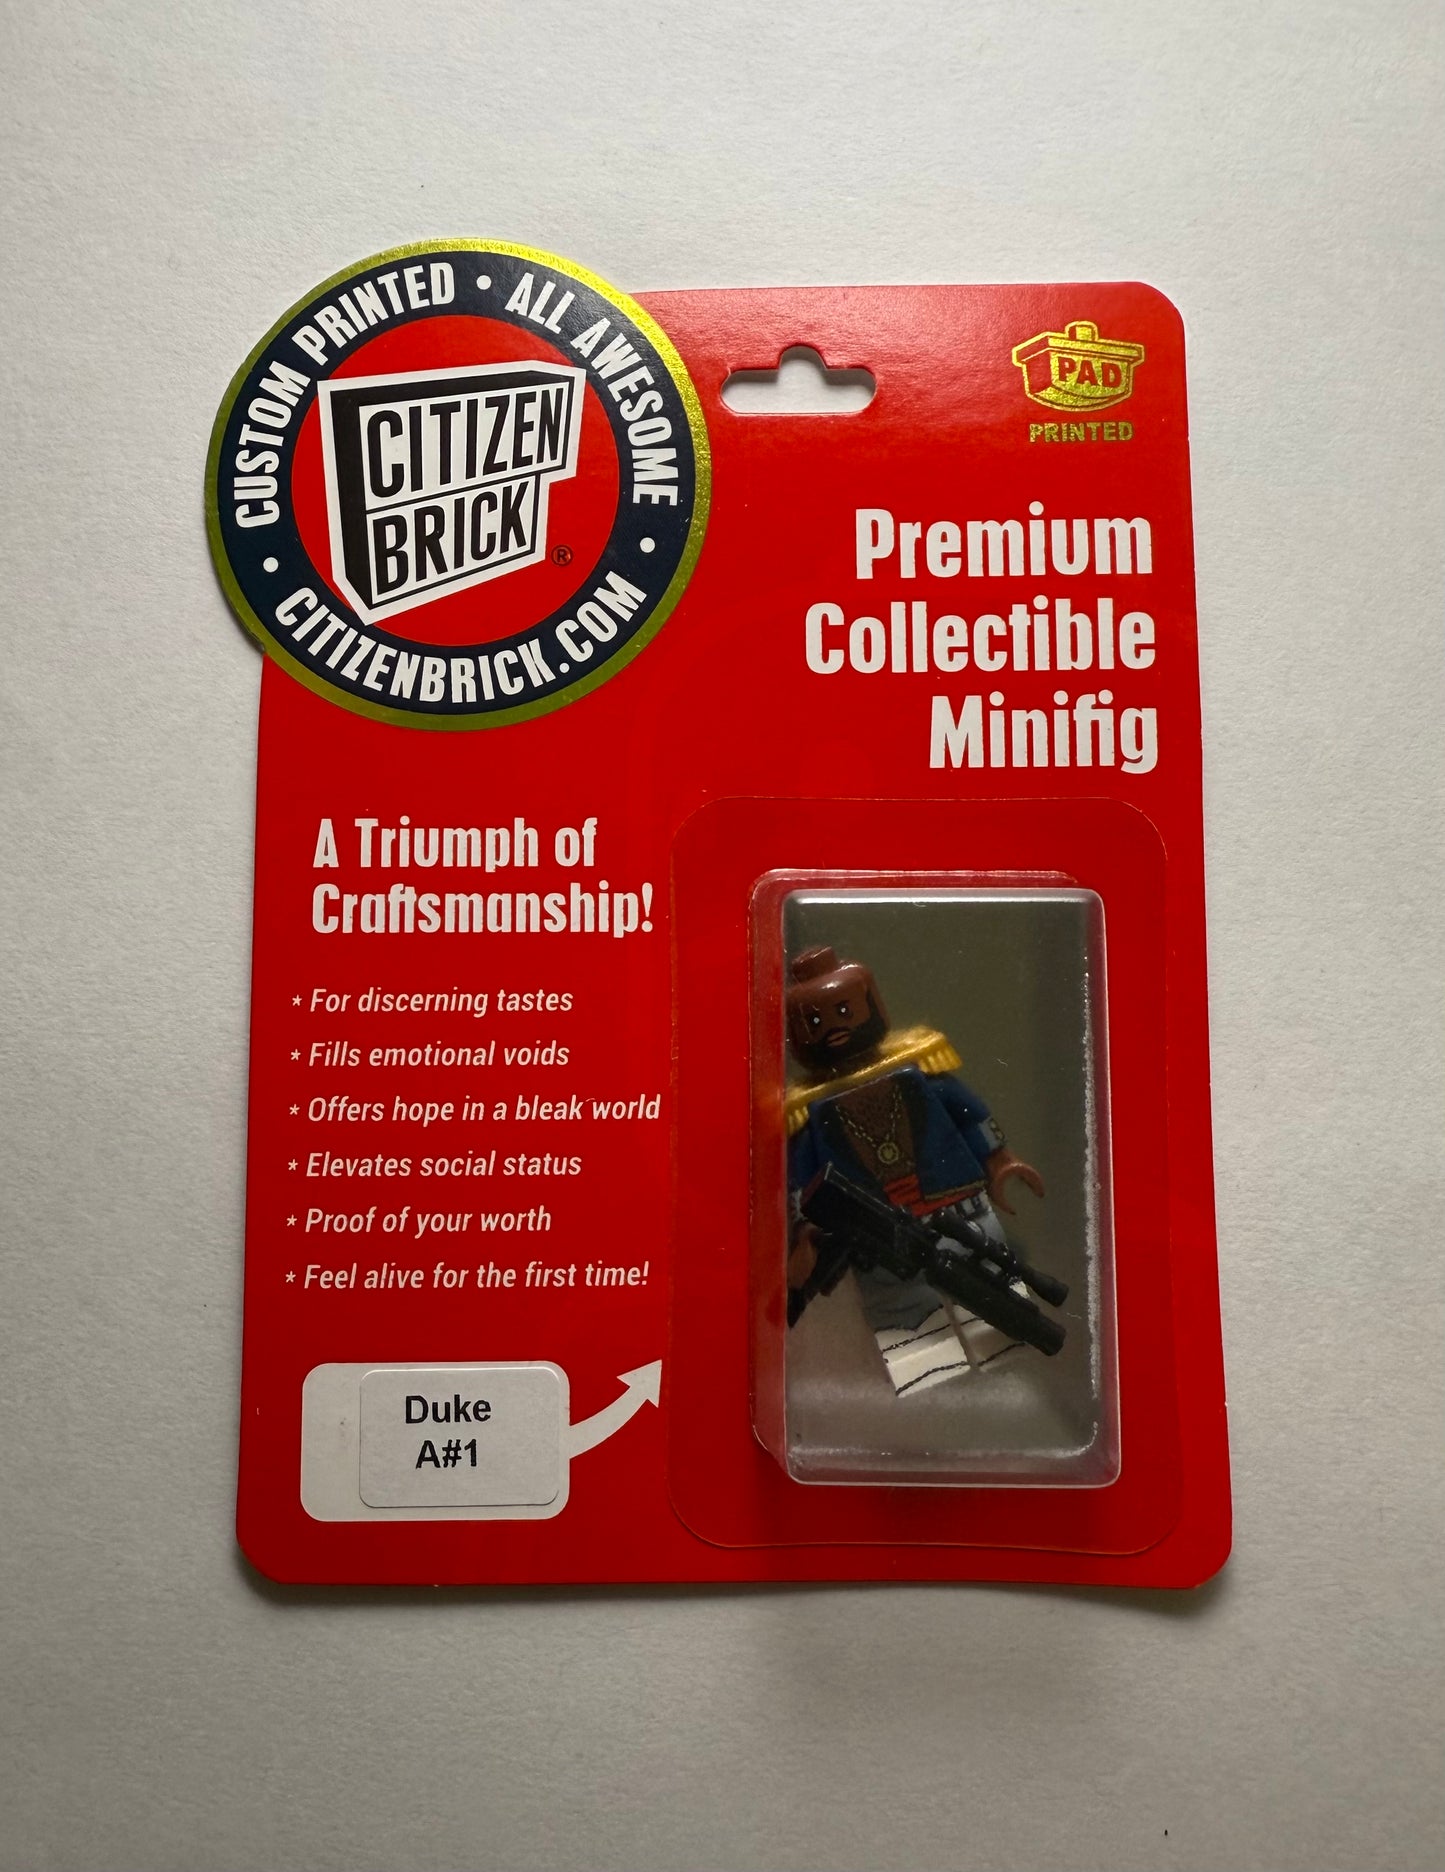 CUSTOM PRINTED • ALL AWESOME
• CITIZENBRICK.COM •
CITIZEN
BRICK
®
PAD
PRINTED
Premium
Collectible
Minifig
A Triumph of
Craftsmanship!
* For discerning tastes
* Fills emotional voids
* Offers hope in a bleak world
* Elevates social status
* Proof of your worth
* Feel alive for the first time!
Duke
A#1